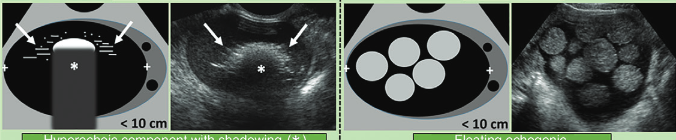 < 10 cm
< 10 cm
Hyperechoic component with shadowing (*)
Floating echogenic